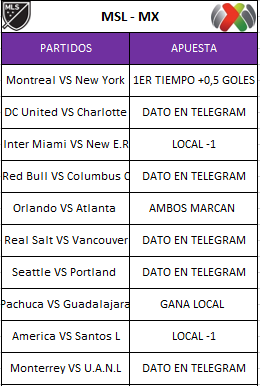 MLS
MSL - MX
PARTIDOS APUESTA
Montreal VS New York 1ER TIEMPO +0,5 GOLES
DC United VS Charlotte DATO EN TELEGRAM
Inter Miami VS New E.R LOCAL -1
Red Bull VS Columbus C DATO EN TELEGRAM
Orlando VS Atlanta AMBOS MARCAN
Real Salt VS Vancouver DATO EN TELEGRAM
Seattle VS Portland DATO EN TELEGRAM
Pachuca VS Guadalajara GANA LOCAL
America VS Santos L LOCAL -1
Monterrey VS U.A.N.L DATO EN TELEGRAM